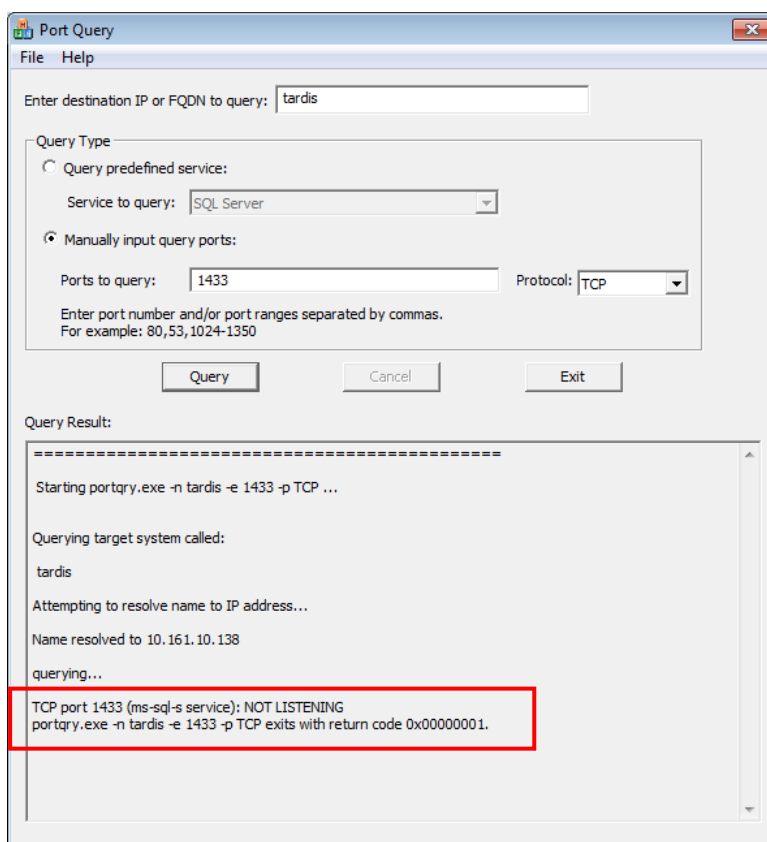 Port Query
File Help
Enter destination IP or FQDN to query: tardis
Query Type
Query predefined service:
Service to query: SQL Server
Manually input query ports:
Ports to query: 1433 Protocol: TCP
Enter port number and/or port ranges separated by commas.
For example: 80,53,1024-1350
Query Cancel Exit
Query Result:
=============================================
Starting portqry.exe -n tardis -e 1433 -p TCP ...
Querying target system called:
tardis
Attempting to resolve name to IP address...
Name resolved to 10.161.10.138
querying...
TCP port 1433 (ms-sql-s service): NOT LISTENING
portqry.exe -n tardis -e 1433 -p TCP exits with return code 0x00000001.